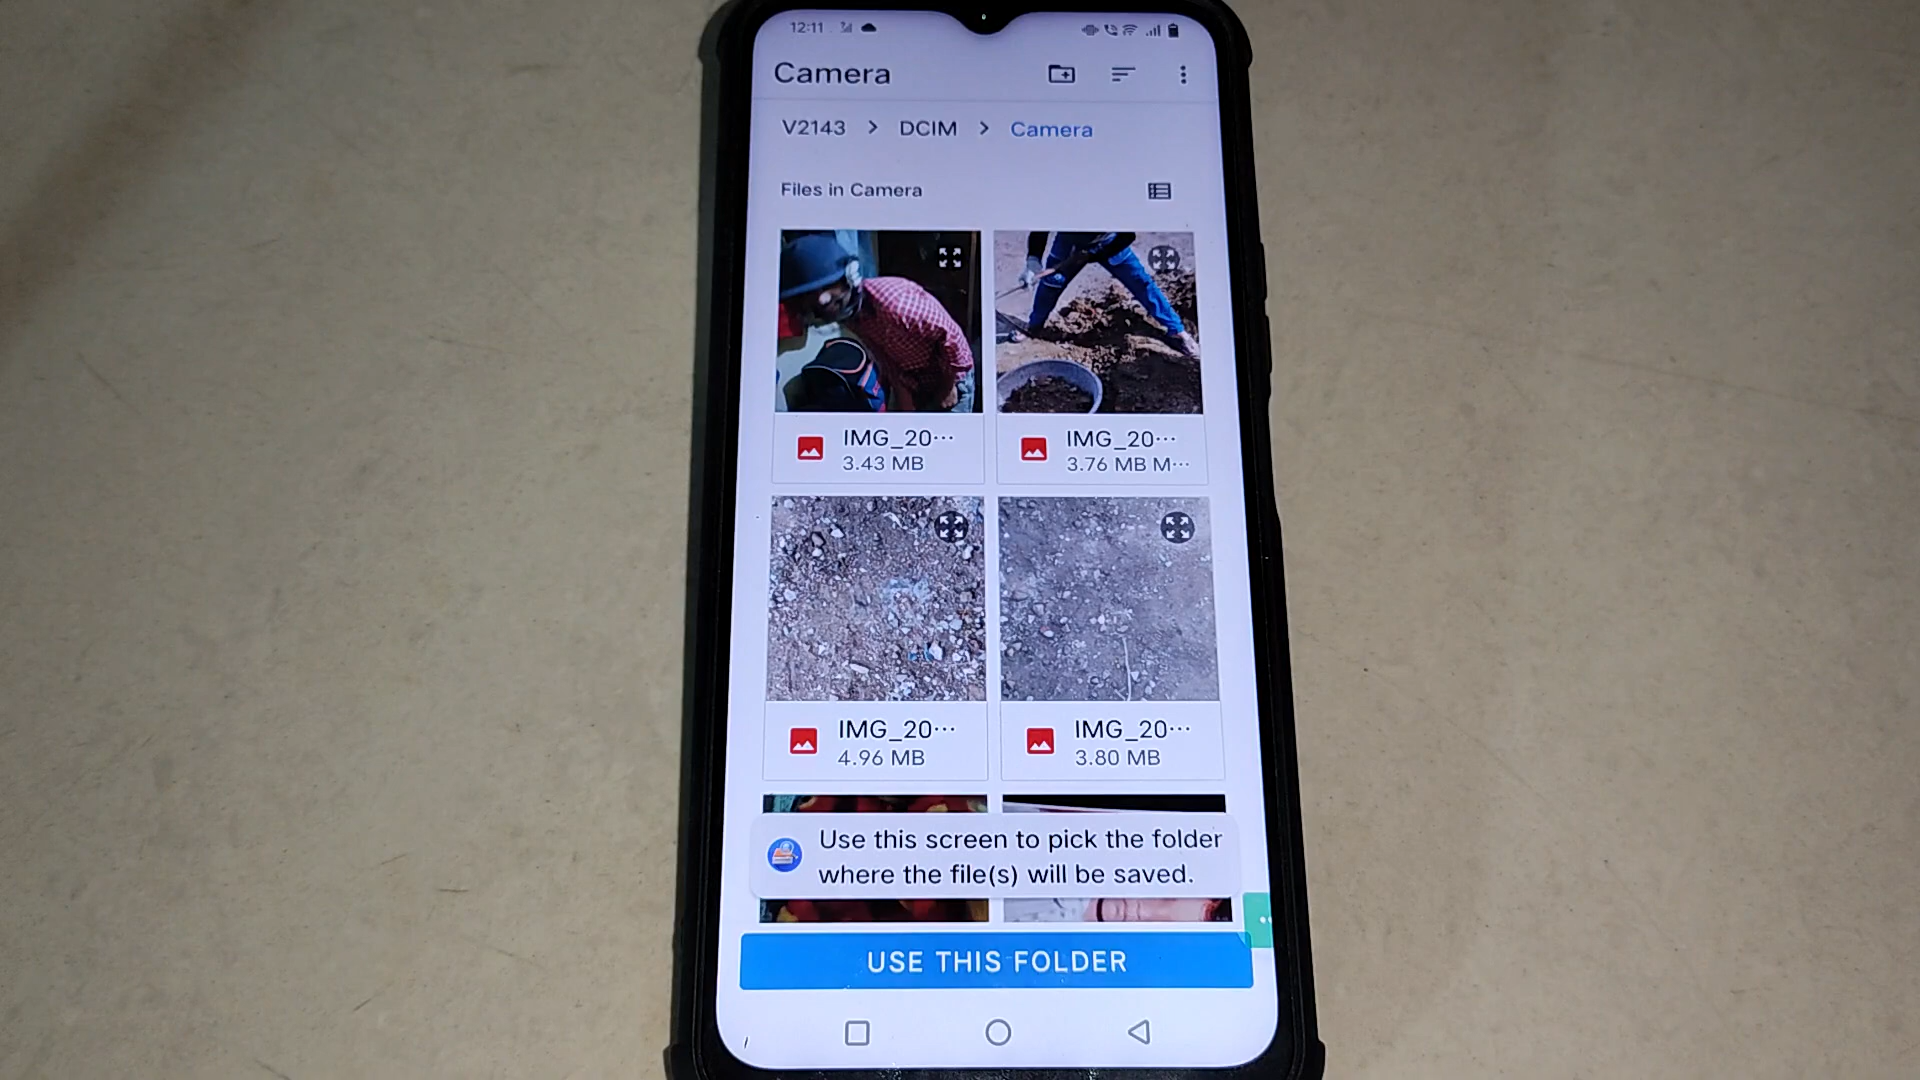 12:11
Camera
V2143 > DCIM > Camera
Files in Camera
IMG_20···
3.43 MB
IMG_20···
3.76 MB M···
IMG_20···
4.96 MB
IMG_20···
3.80 MB
Use this screen to pick the folder
where the file(s) will be saved.
USE THIS FOLDER